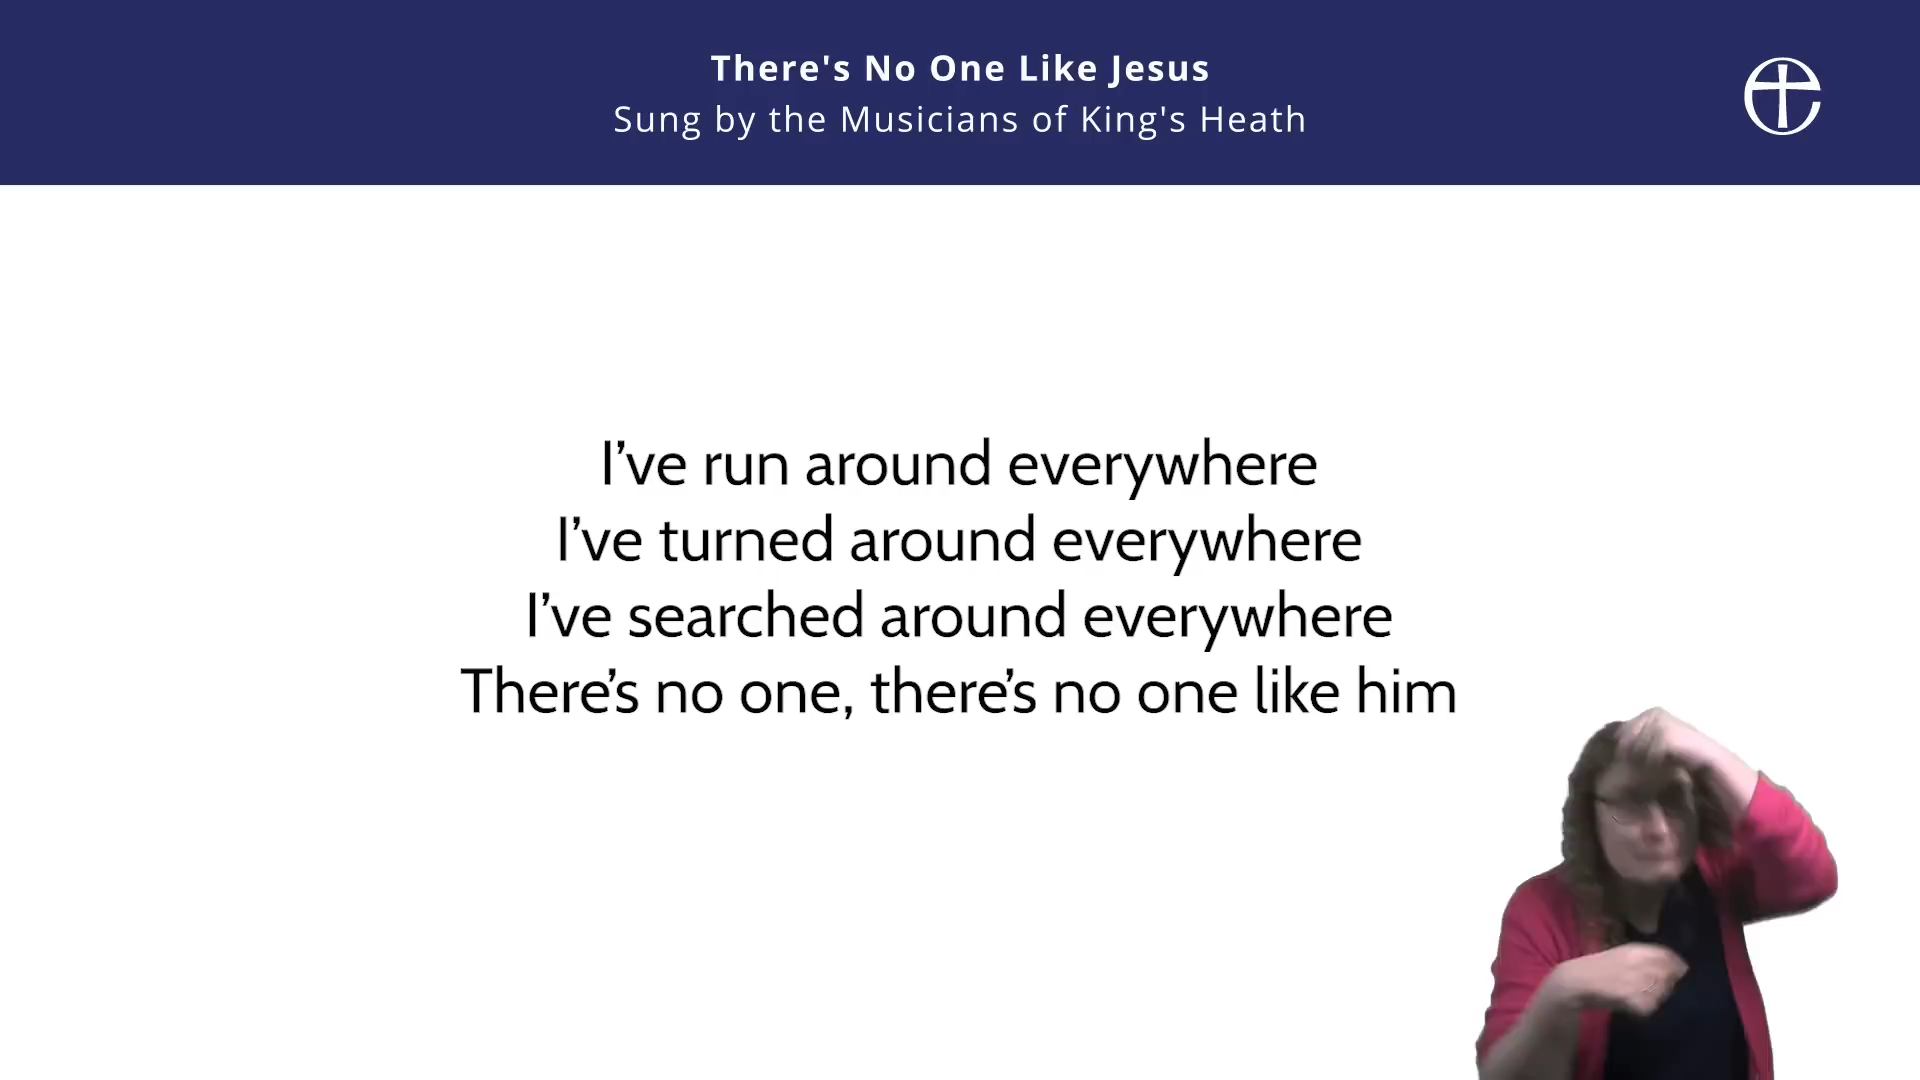 There's No One Like Jesus
Sung by the Musicians of King's Heath
I’ve run around everywhere
I’ve turned around everywhere
I’ve searched around everywhere
There’s no one, there’s no one like him